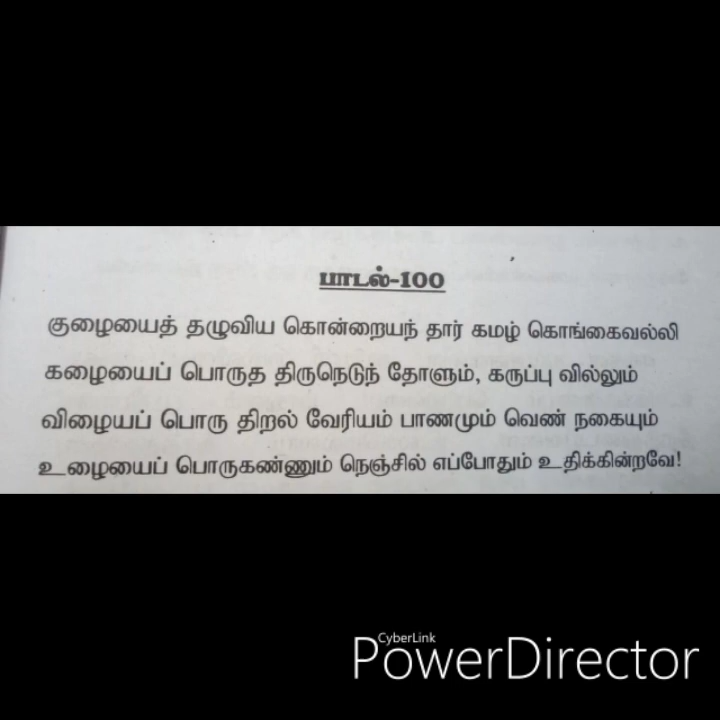 பாடல்-100
குழையைத் தழுவிய கொன்றையந் தார் கமழ் கொங்கைவல்லி
கழையைப் பொருத திருநெடுந் தோளும், கருப்பு வில்லும்
விழையப் பொரு திறல் வேரியம் பாணமும் வெண் நகையும்
உழையைப் பொருகண்ணும் நெஞ்சில் எப்போதும் உதிக்கின்றவே!
CyberLink
PowerDirector